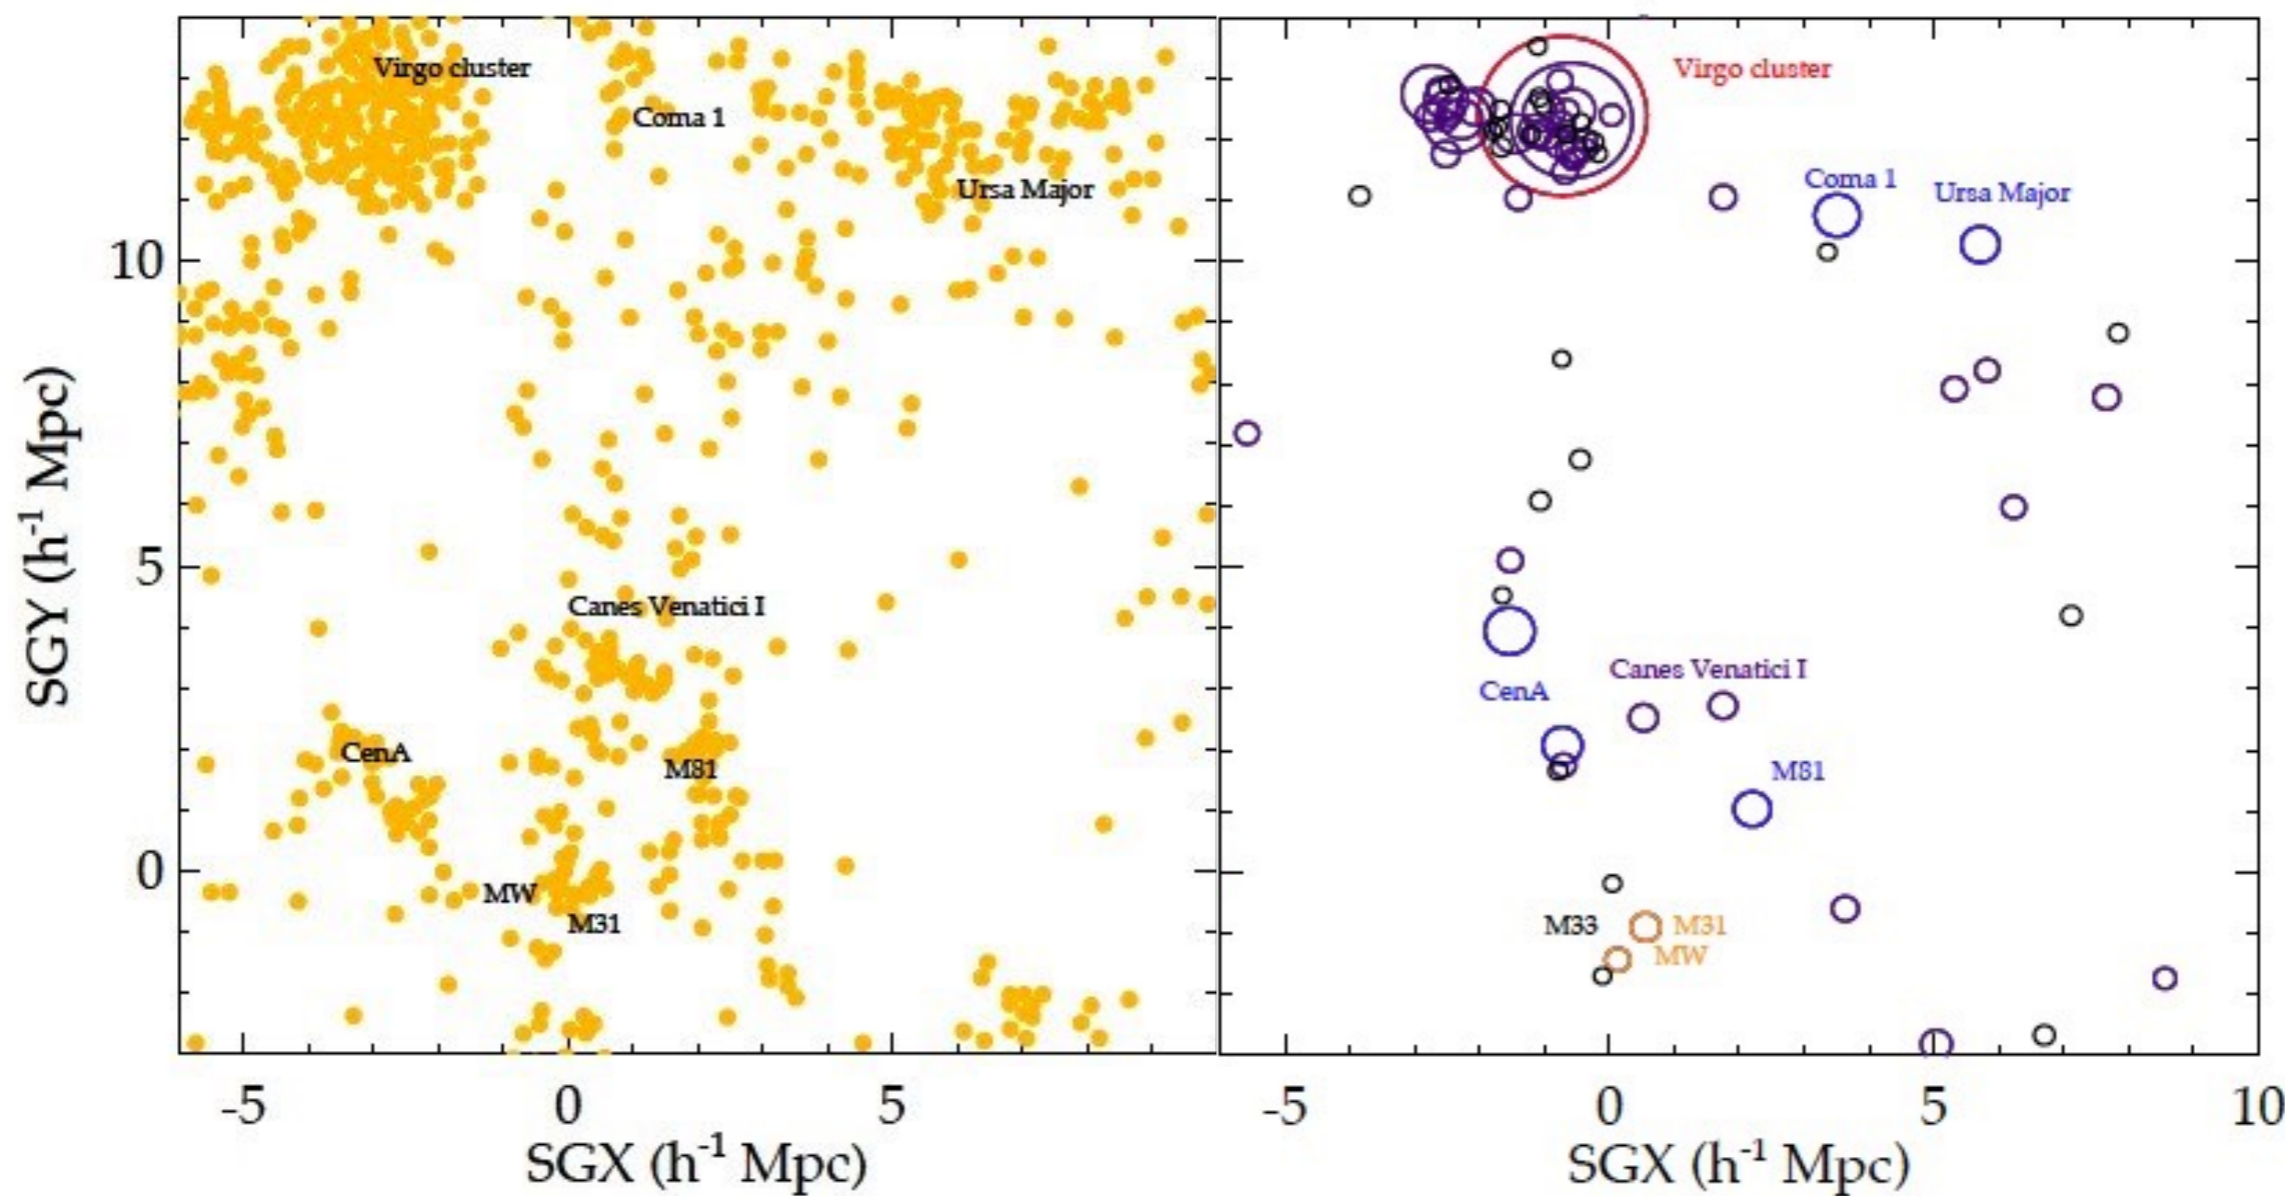 Virgo cluster
Coma 1
Ursa Major
Canes Venatici I
CenA
M81
MW
M31
10
5
0
SGY (h⁻¹ Mpc)
-5 0 5
SGX (h⁻¹ Mpc)
Virgo cluster
Coma 1
Ursa Major
Canes Venatici I
CenA
M81
M33
M31
MW
-5 0 5 10
SGX (h⁻¹ Mpc)